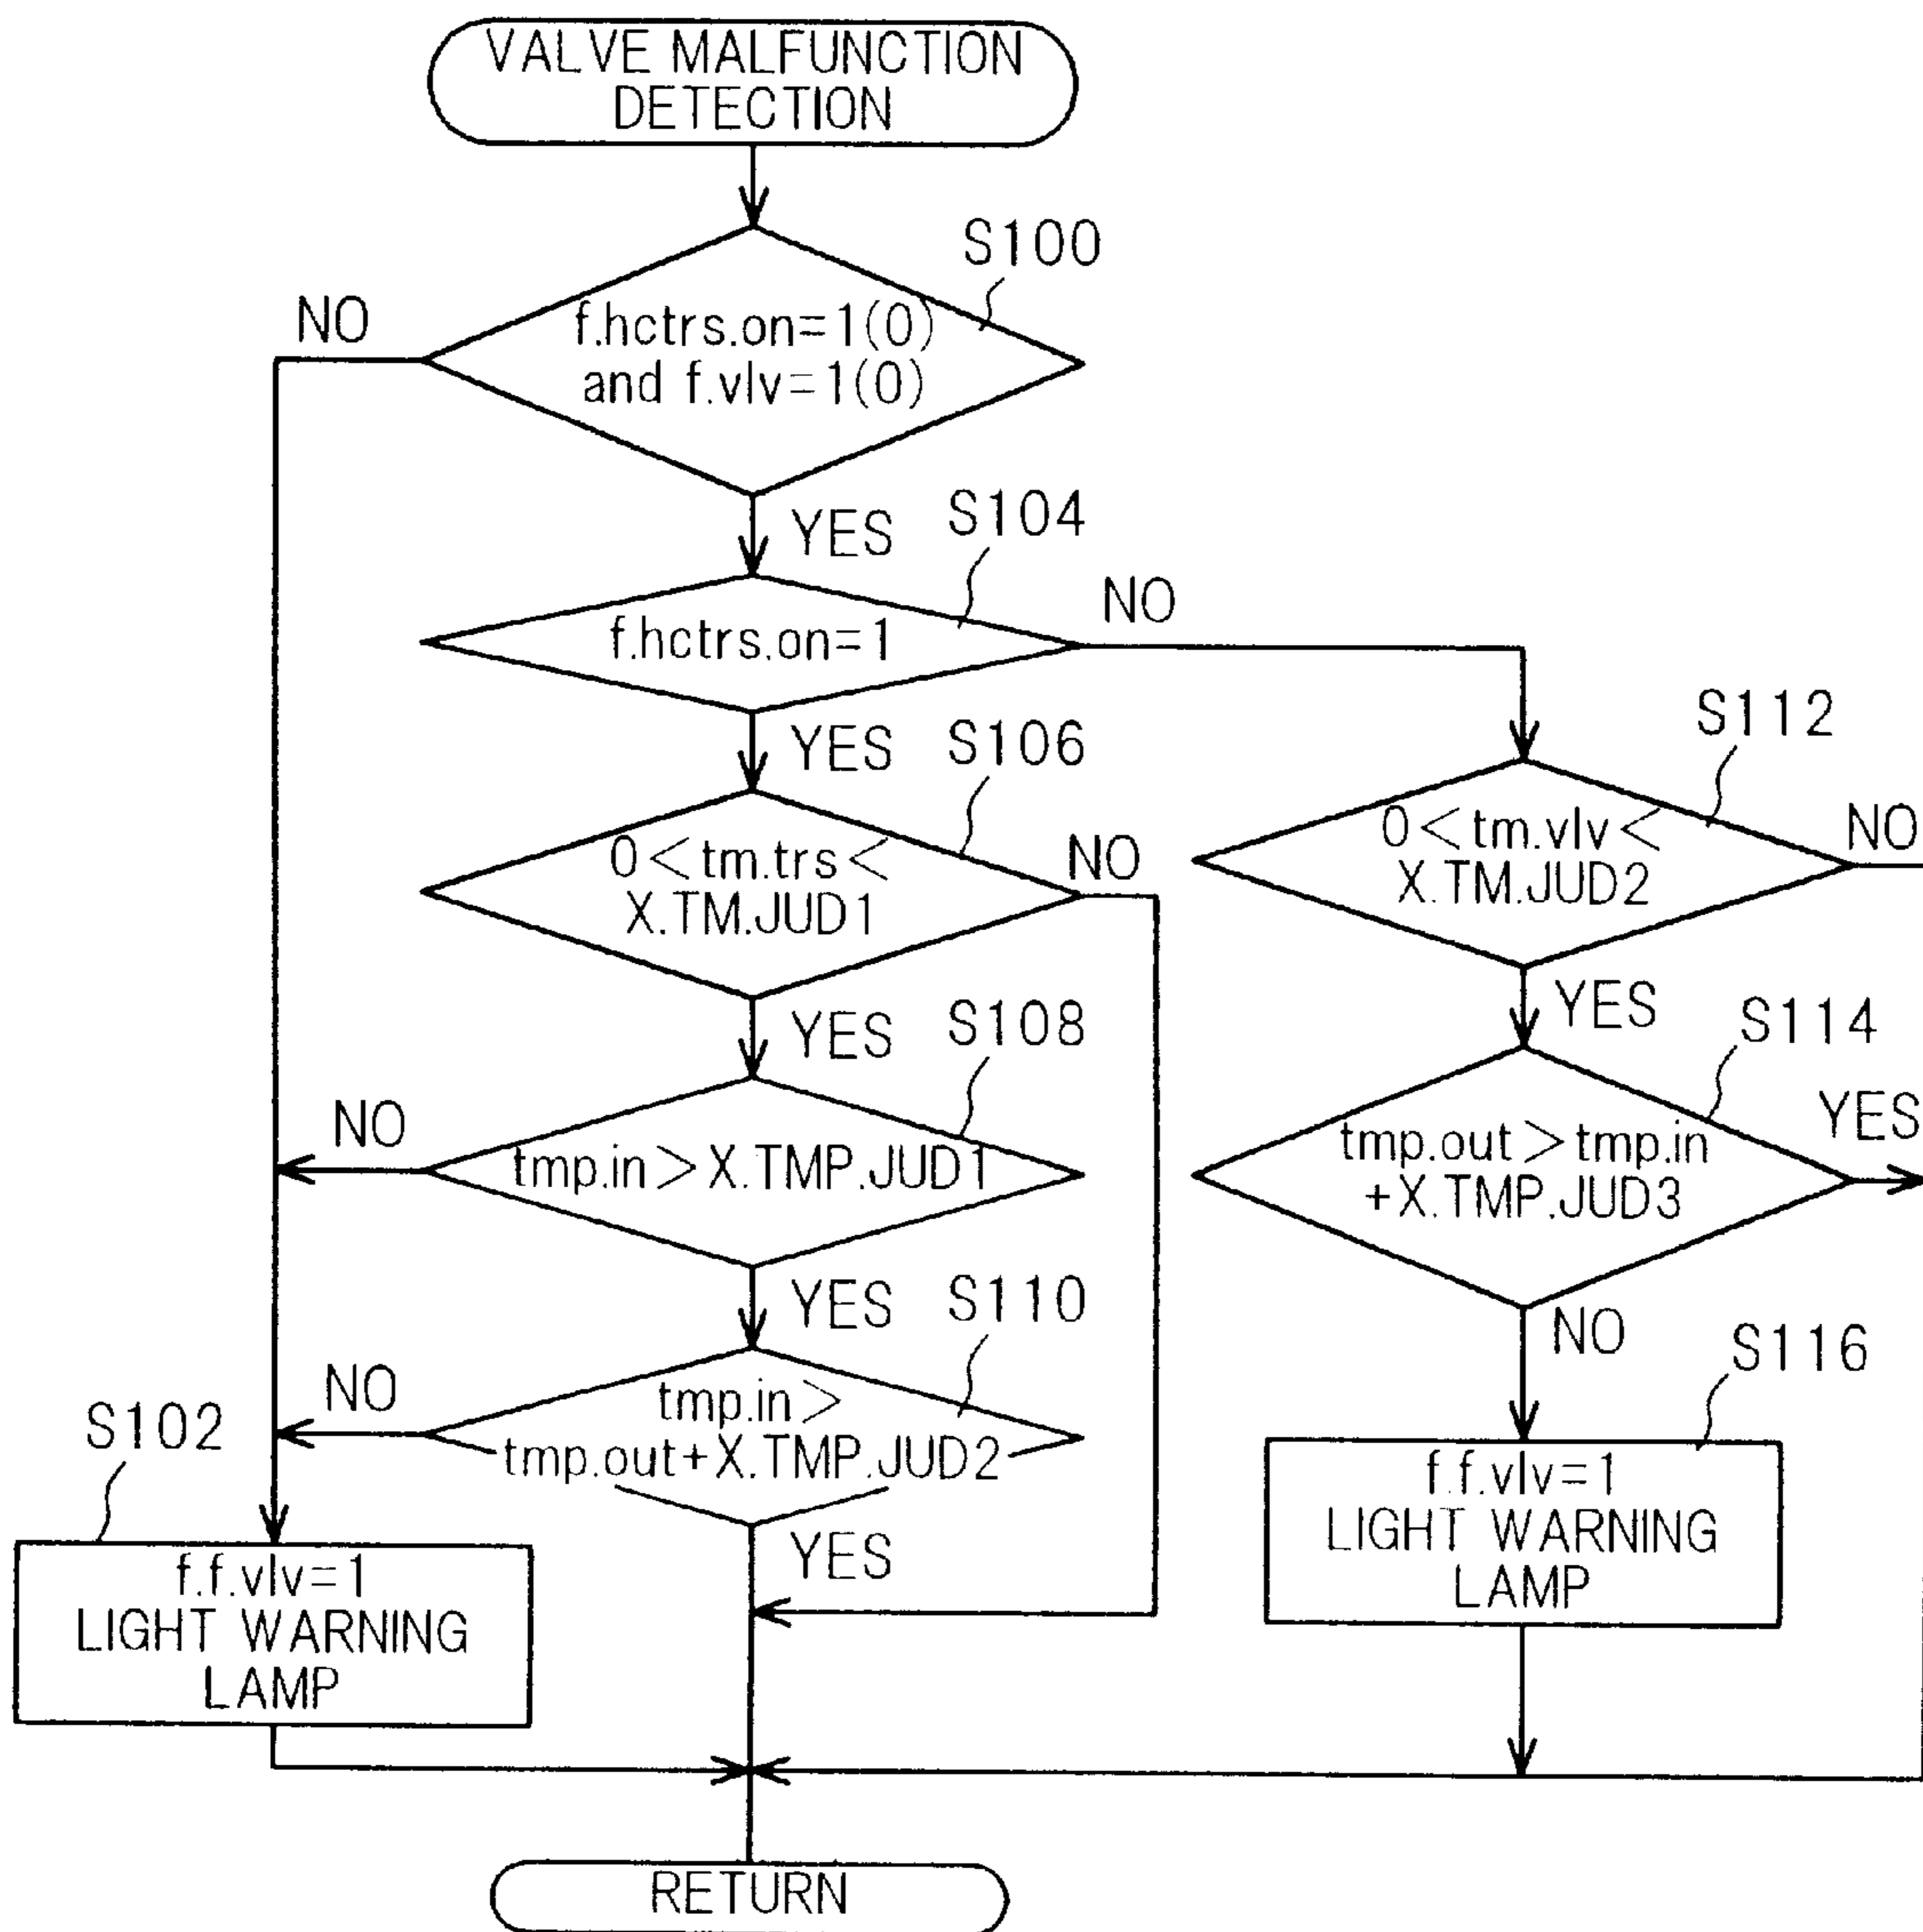 VALVE MALFUNCTION
DETECTION
S100
NO
f.hctrs.on=1(0)
and f.vlv=1(0)
YES
S104
f.hctrs.on=1
NO
YES
S106
0<tm.trs<
X.TM.JUD1
NO
S112
0<tm.vlv<
X.TM.JUD2
NO
YES
S108
NO
tmp.in>X.TMP.JUD1
YES
S114
tmp.out>tmp.in
+X.TMP.JUD3
YES
YES
S110
NO
tmp.in>
tmp.out+X.TMP.JUD2
YES
NO
S116
f.f.vlv=1
LIGHT WARNING
LAMP
S102
f.f.vlv=1
LIGHT WARNING
LAMP
RETURN